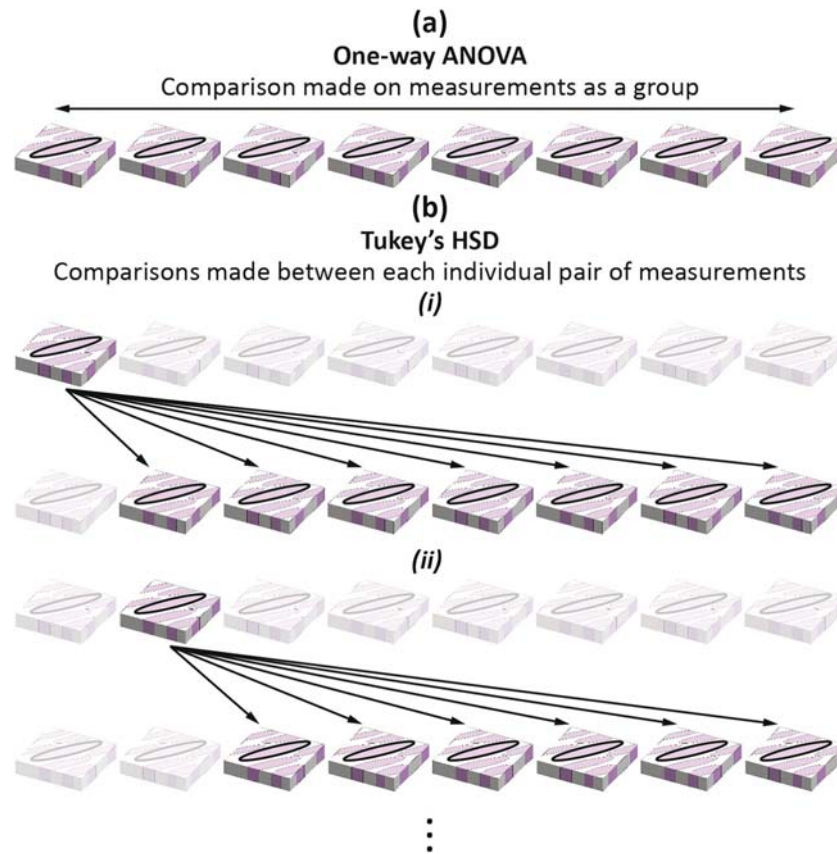 (a)
One-way ANOVA
Comparison made on measurements as a group
(b)
Tukey's HSD
Comparisons made between each individual pair of measurements
(i)
(ii)
⋮